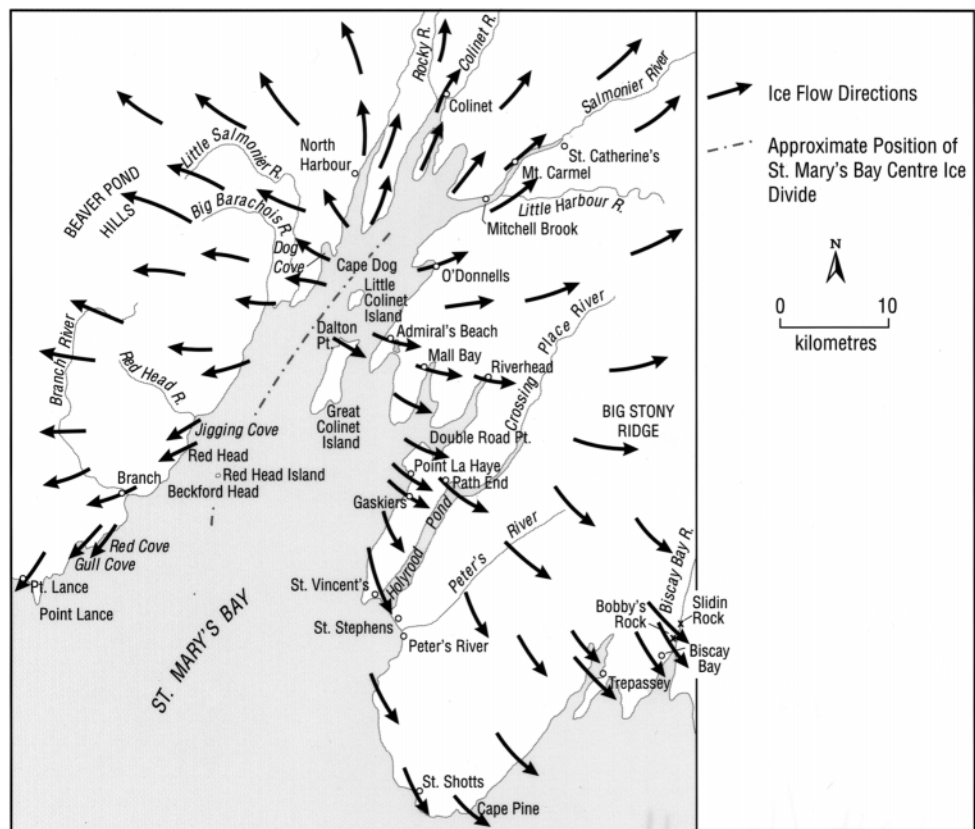 Rocky R.
Colinet R.
Colinet
Salmonier River
North
Harbour
Little Salmonier R.
St. Catherine's
Mt. Carmel
BEAVER POND
HILLS
Big Barachois R.
Little Harbour R.
Mitchell Brook
Dog
Cove
Cape Dog
O'Donnells
Little
Colinet
Island
Branch River
Dalton
Pt.
Admiral's Beach
Mall Bay
Riverhead
Crossing Place River
Red Head R.
Great
Colinet
Island
BIG STONY
RIDGE
Jigging Cove
Double Road Pt.
Red Head
Point La Haye
Branch
Red Head Island
Path End
Beckford Head
Gaskiers
Holyrood Pond
Red Cove
Gull Cove
Peter's River
Biscay Bay R.
Pt. Lance
Point Lance
St. Vincent's
Bobby's
Rock
Slidin
Rock
ST. MARY'S BAY
St. Stephens
Peter's River
Biscay
Bay
Trepassey
St. Shotts
Cape Pine
Ice Flow Directions
Approximate Position of
St. Mary's Bay Centre Ice
Divide
N
0 10
kilometres